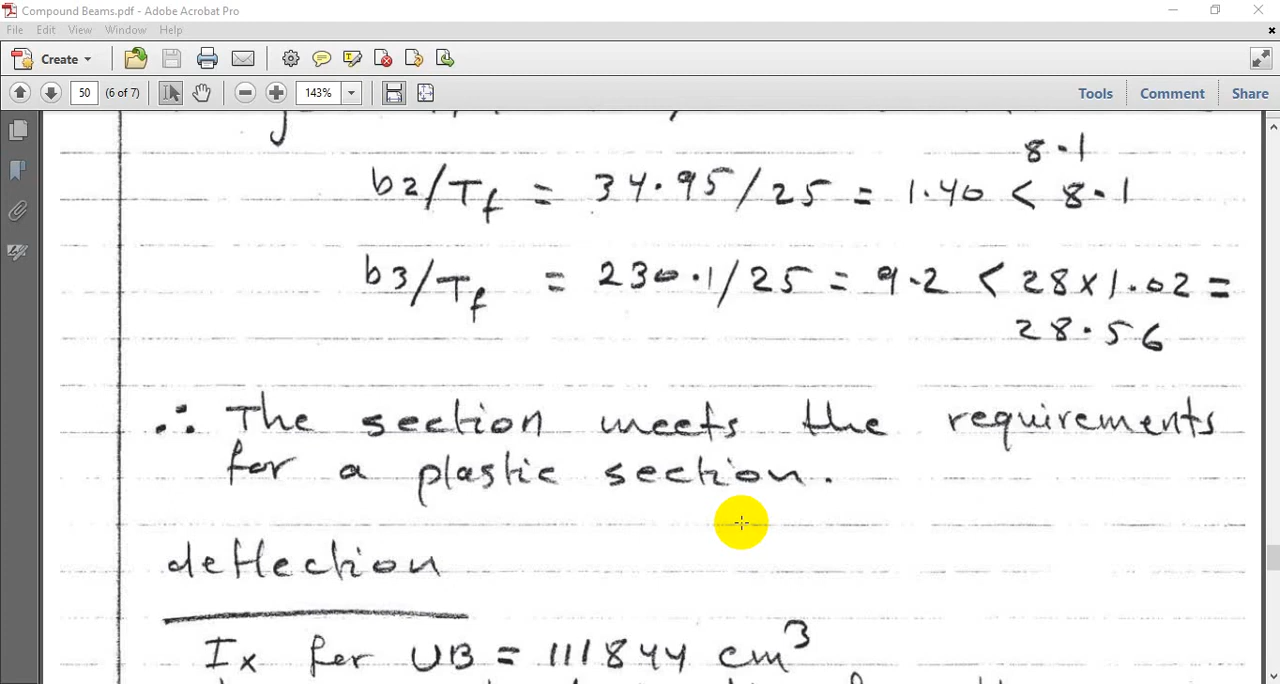 Compound Beams.pdf - Adobe Acrobat Pro
File Edit View Window Help
Create
50 (6 of 7) 143% Tools Comment Share
8.1
b2/Tf = 34.95/25 = 1.40 < 8.1
b3/Tf = 230.1/25 = 9.2 < 28x1.02 =
28.56
∴ The section meets the requirements
for a plastic section.
deflection
Ix for UB = 111844 cm³